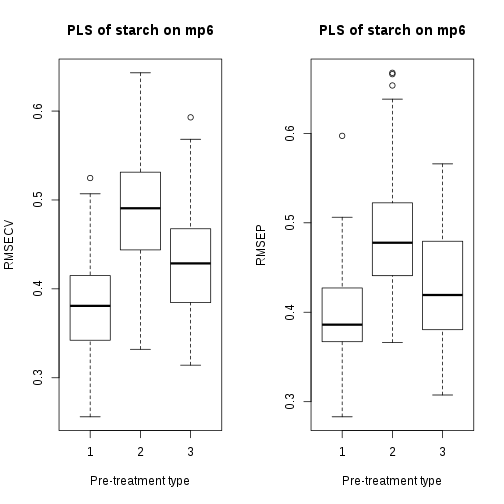 PLS of starch on mp6
RMSECV
0.6
0.5
0.4
0.3
1 2 3
Pre-treatment type
PLS of starch on mp6
RMSEP
0.6
0.5
0.4
0.3
1 2 3
Pre-treatment type